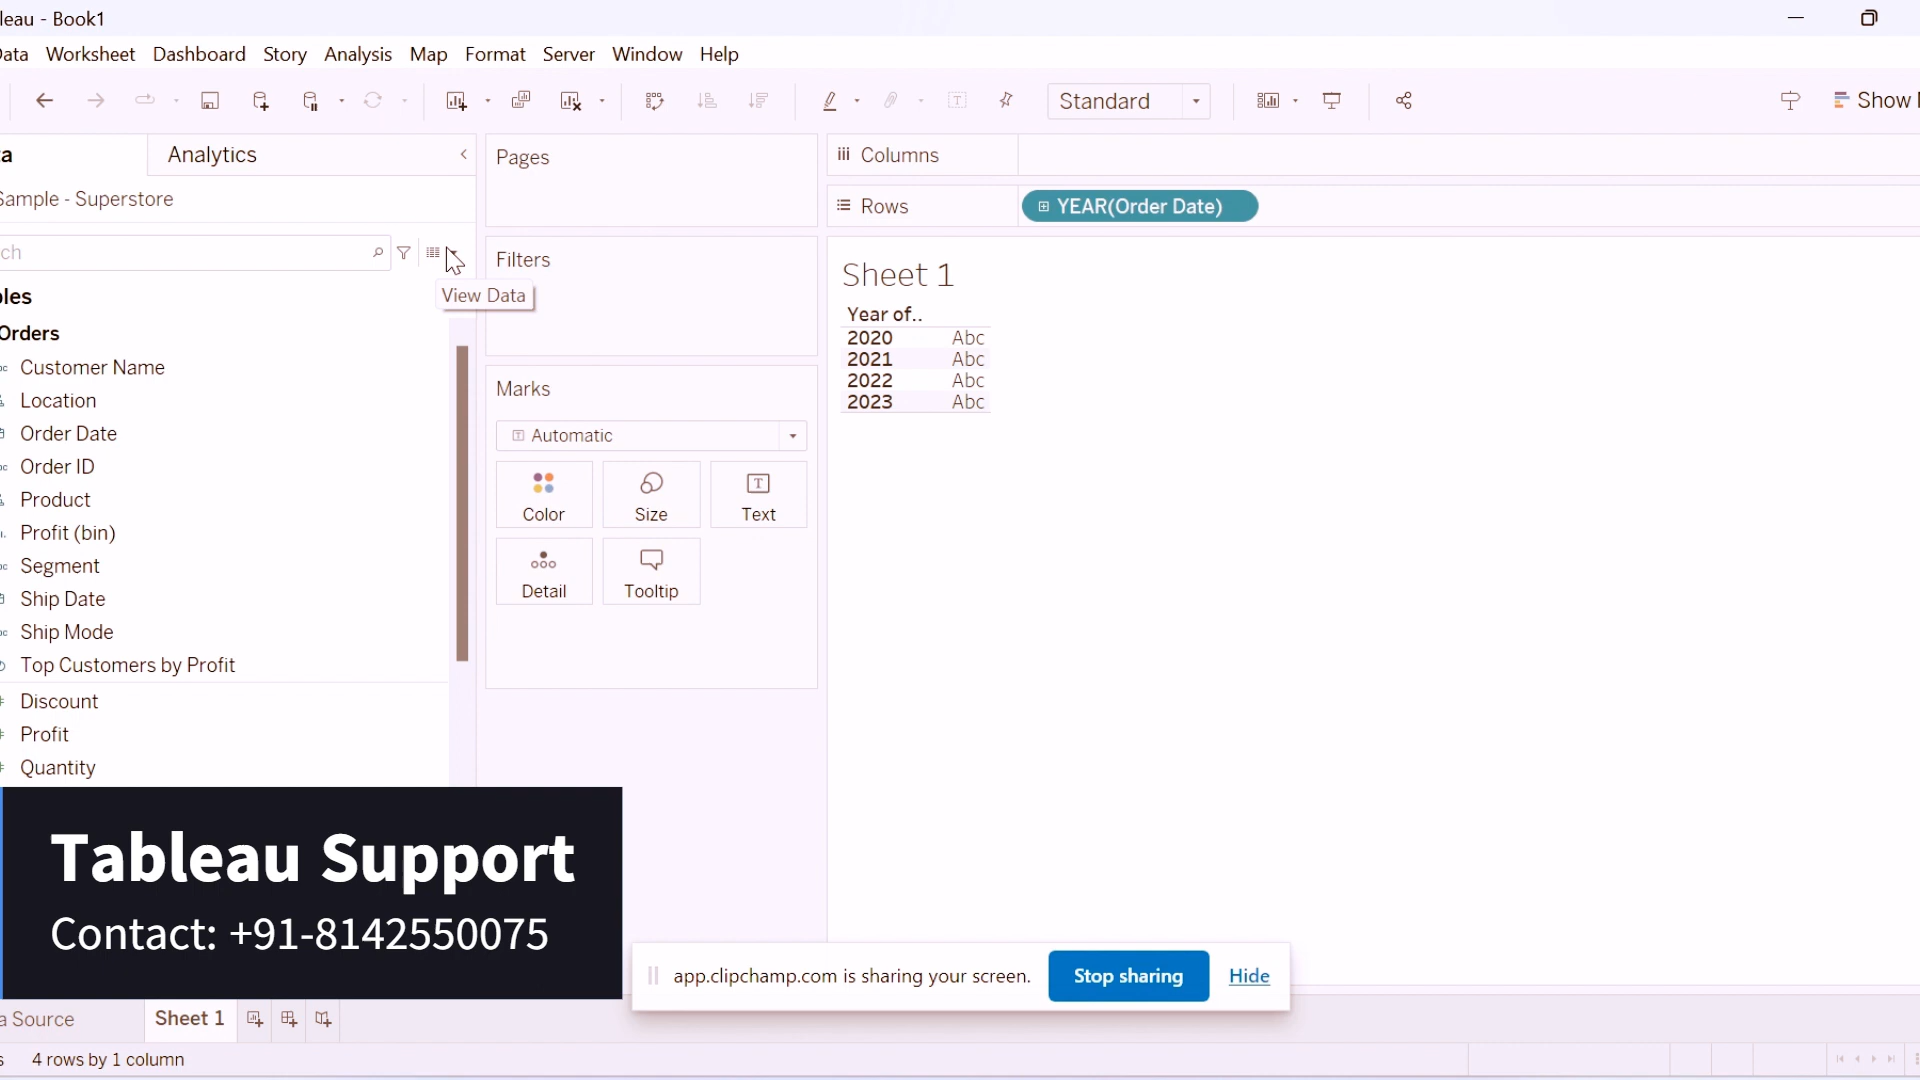 leau - Book1
Data Worksheet Dashboard Story Analysis Map Format Server Window Help
Standard
Show
a Analytics
Sample - Superstore
ch
View Data
les
Orders
Customer Name
Location
Order Date
Order ID
Product
Profit (bin)
Segment
Ship Date
Ship Mode
Top Customers by Profit
Discount
Profit
Quantity
Pages
Filters
Marks
Automatic
Color Size Text
Detail Tooltip
Columns
Rows YEAR(Order Date)
Sheet 1
Year of..
2020 Abc
2021 Abc
2022 Abc
2023 Abc
Tableau Support
Contact: +91-8142550075
app.clipchamp.com is sharing your screen. Stop sharing Hide
a Source Sheet 1
s 4 rows by 1 column